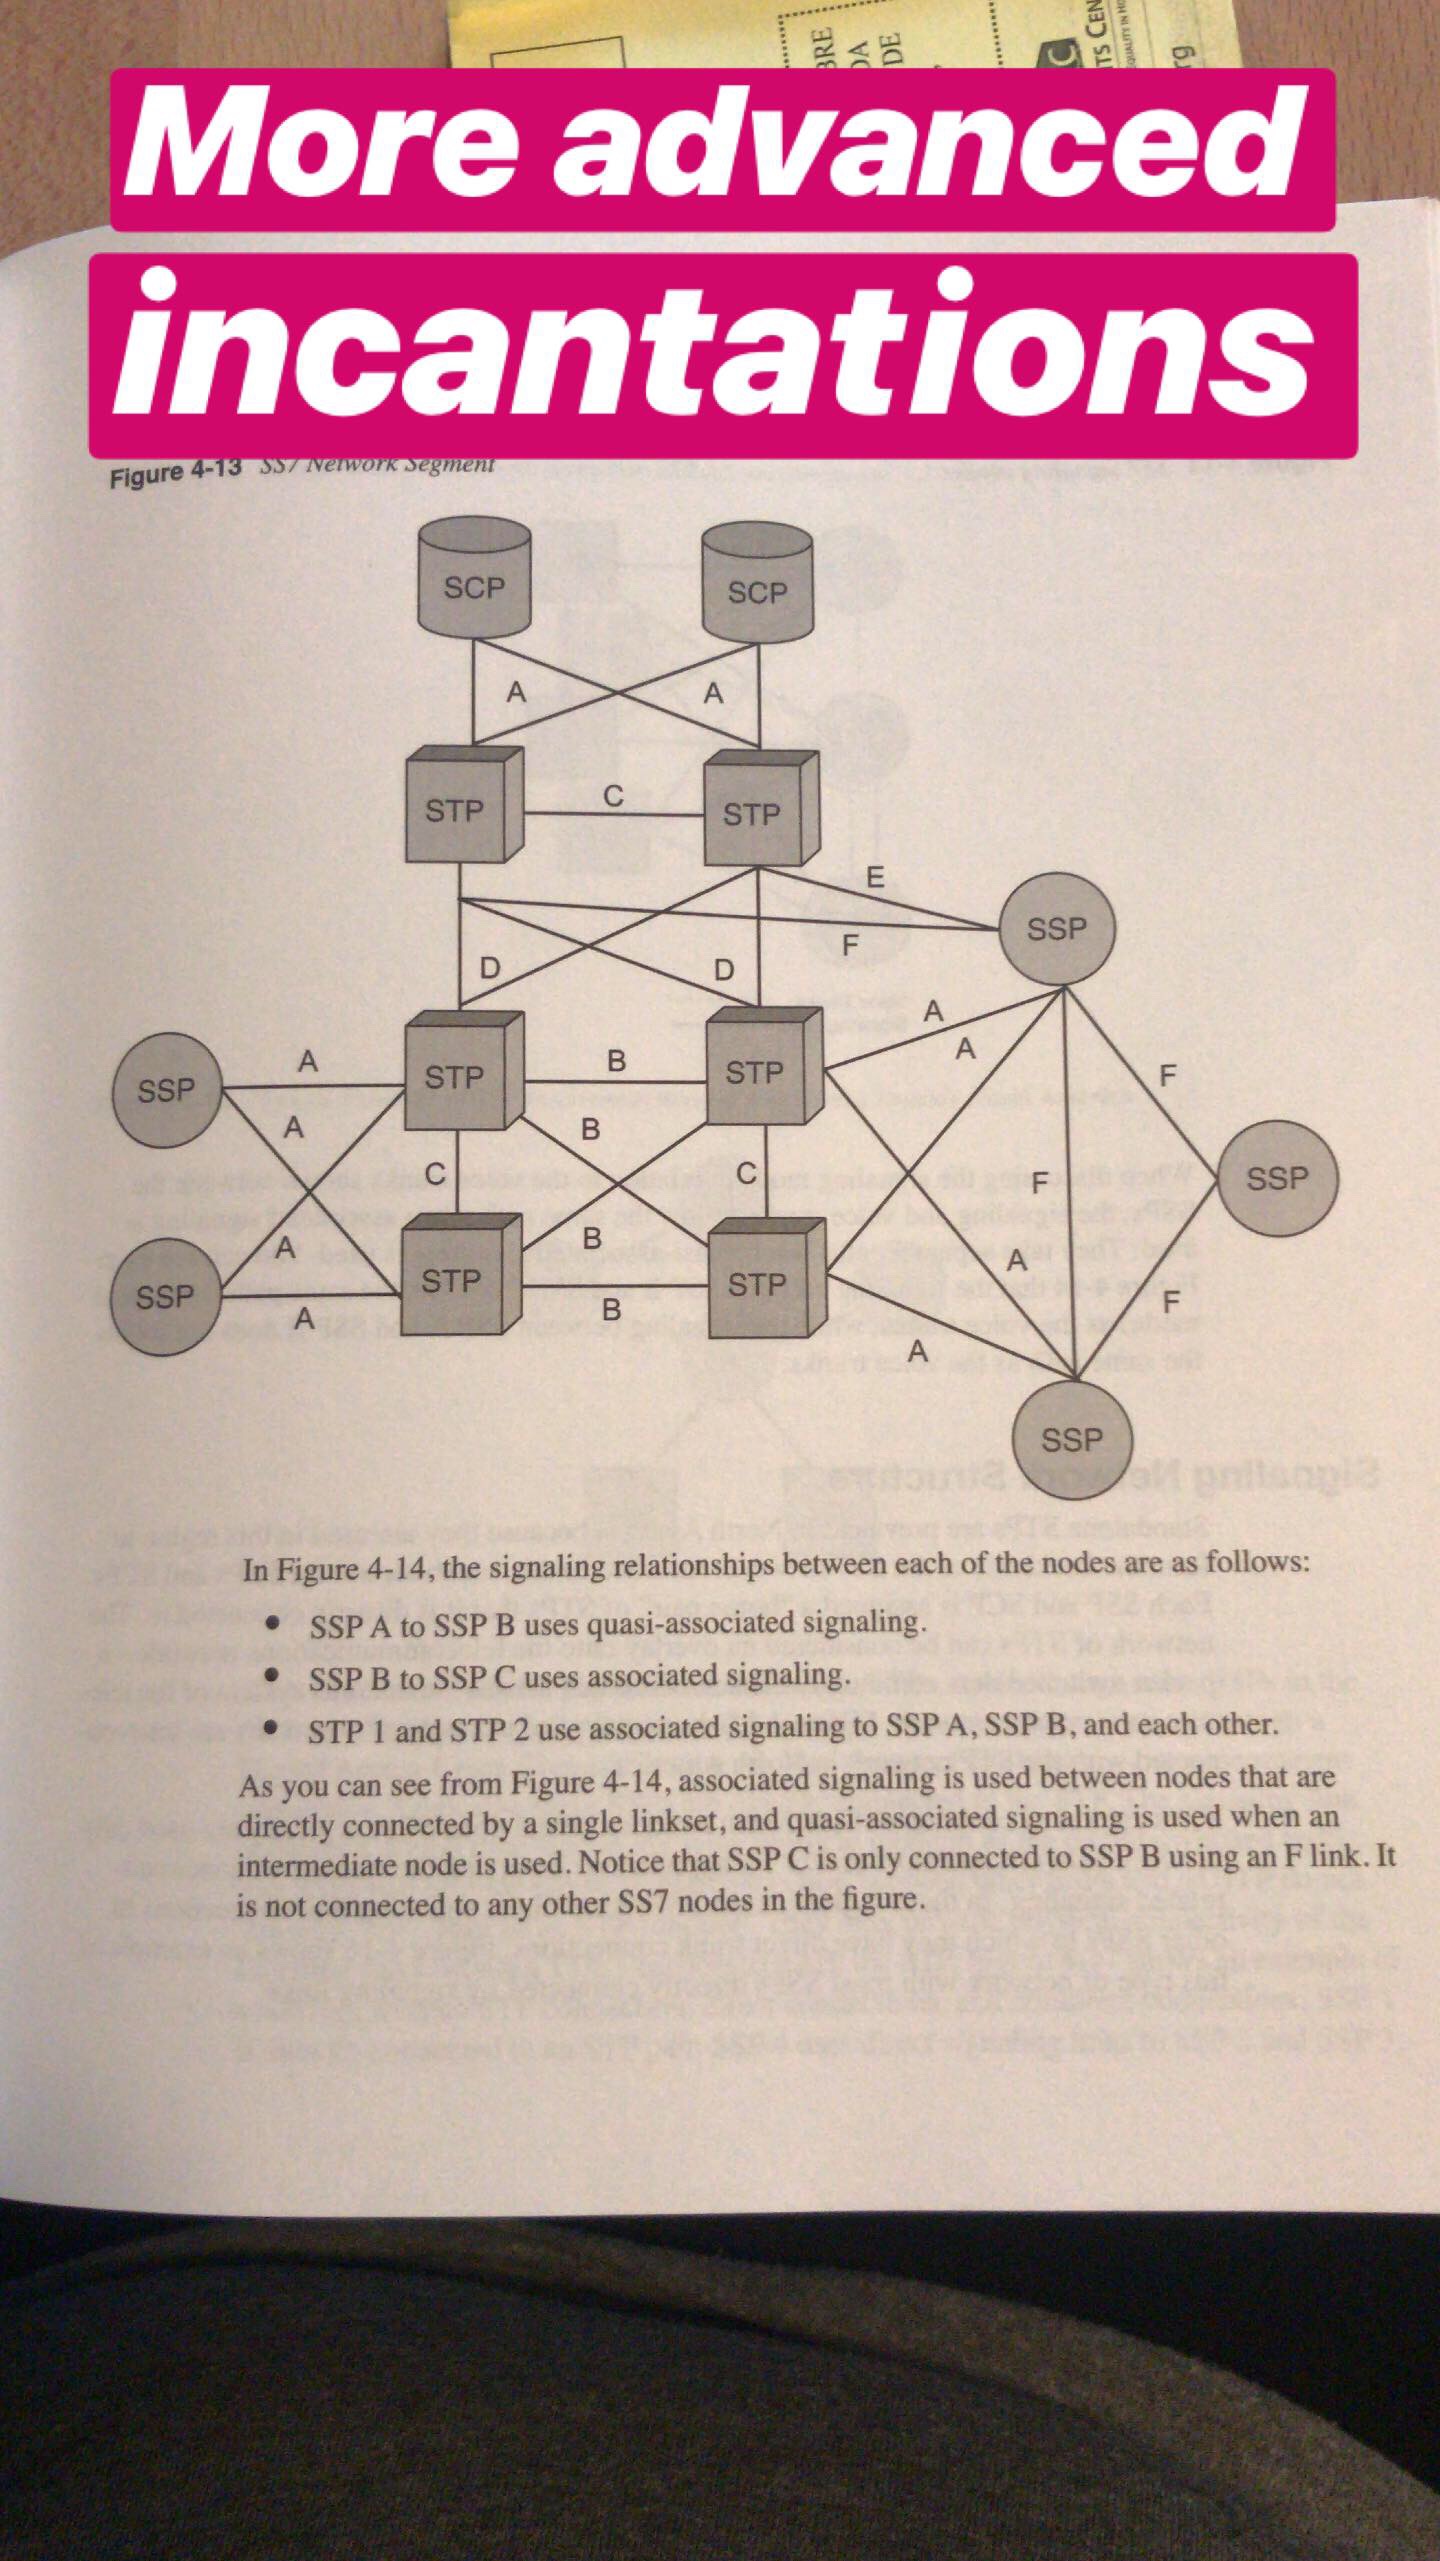 BRE
DA
DE
TS CEN
rg
More advanced
incantations
Figure 4-13 SS7 Network Segment
SCP SCP
A A
STP C STP
E
SSP
F
D D
A
A
SSP A STP B STP
F
A B
C C F SSP
A B A
SSP STP STP
A B F
A
SSP
In Figure 4-14, the signaling relationships between each of the nodes are as follows:
• SSP A to SSP B uses quasi-associated signaling.
• SSP B to SSP C uses associated signaling.
• STP 1 and STP 2 use associated signaling to SSP A, SSP B, and each other.
As you can see from Figure 4-14, associated signaling is used between nodes that are
directly connected by a single linkset, and quasi-associated signaling is used when an
intermediate node is used. Notice that SSP C is only connected to SSP B using an F link. It
is not connected to any other SS7 nodes in the figure.